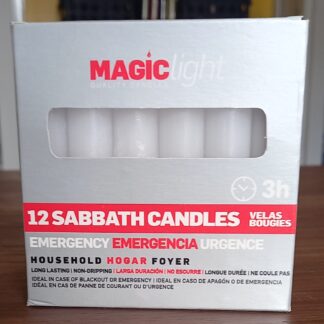 MAGIClight
QUALITY CANDLES
3h
12 SABBATH CANDLES VELAS BOUGIES
EMERGENCY EMERGENCIA URGENCE
HOUSEHOLD HOGAR FOYER
LONG LASTING | NON-DRIPPING | LARGA DURACIÓN | NO ESCURRE | LONGUE DURÉE | NE COULE PAS
IDEAL IN CASE OF BLACKOUT OR EMERGENCY | IDEAL EN CASO DE APAGÓN O DE EMERGENCIA
IDÉAL EN CAS DE PANNE DE COURANT OU D'URGENCE